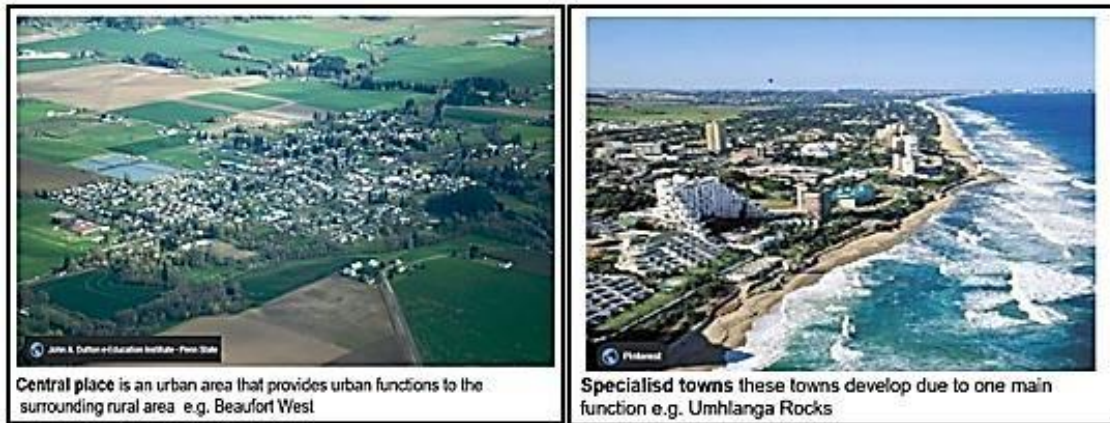 John A. Dutton e-Education Institute - Penn State
Central place is an urban area that provides urban functions to the
surrounding rural area e.g. Beaufort West
Pinterest
Specialisd towns these towns develop due to one main
function e.g. Umhlanga Rocks